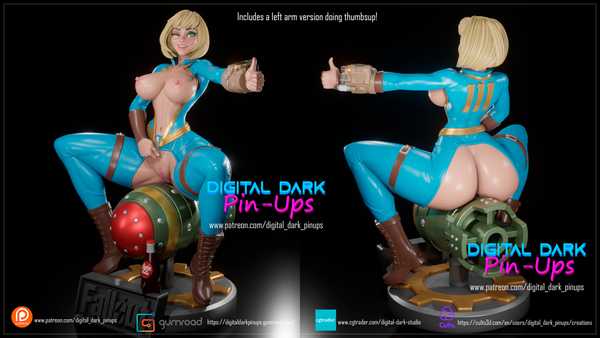 Includes a left arm version doing thumbsup!
111
DIGITAL DARK
Pin-Ups
www.patreon.com/digital_dark_pinups
DIGITAL DARK
Pin-Ups
www.patreon.com/digital_dark_pinups
www.patreon.com/digital_dark_pinups
gumroad
cgtrader
www.cgtrader.com/digital-dark-studio
https://cults3d.com/en/users/digital_dark_pinups/creations